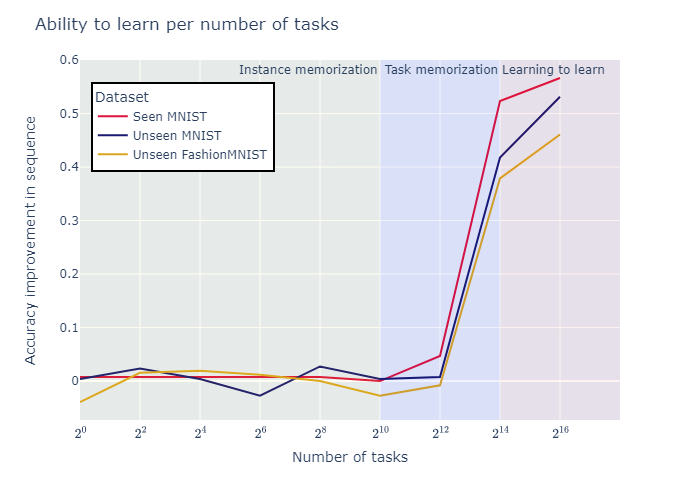 Ability to learn per number of tasks
Instance memorization Task memorization Learning to learn
Dataset
Seen MNIST
Unseen MNIST
Unseen FashionMNIST
Accuracy improvement in sequence
0.6
0.5
0.4
0.3
0.2
0.1
0
2^0 2^2 2^4 2^6 2^8 2^10 2^12 2^14 2^16
Number of tasks